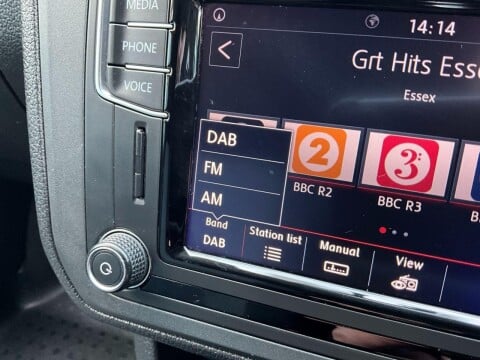 MEDIA
PHONE
VOICE
14:14
Grt Hits Esse
Essex
DAB
FM
AM
2
BBC R2
3
BBC R3
B
Band
DAB
Station list
Manual
View